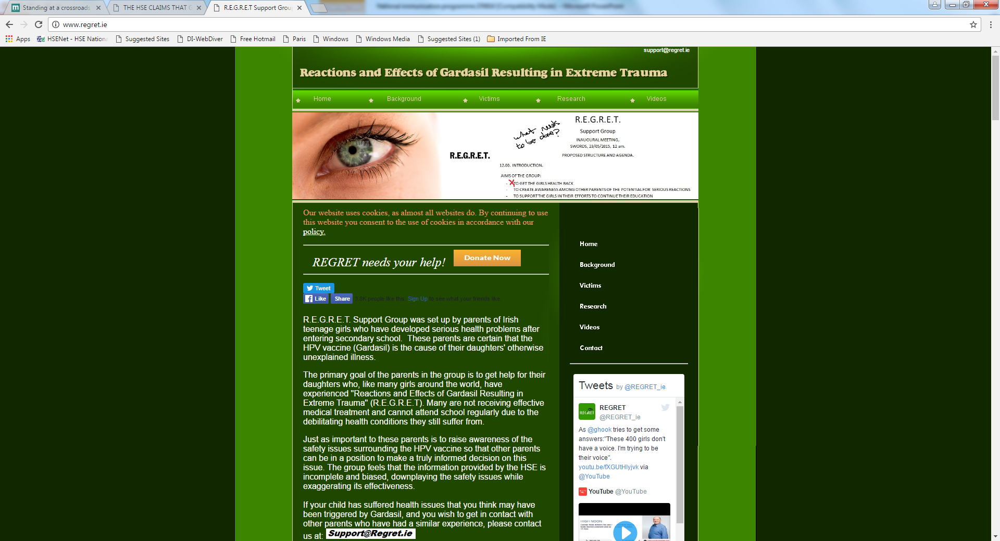 Standing at a crossroads
THE HSE CLAIMS THAT G
R.E.G.R.E.T Support Grou
National immunisation programme (Compatibility Mode) - Microsoft PowerPoint
www.regret.ie
Apps
HSENet - HSE Nationa
Suggested Sites
DI-WebDiver
Free Hotmail
Paris
Windows
Windows Media
Suggested Sites (1)
Imported From IE
support@regret.ie
Reactions and Effects of Gardasil Resulting in Extreme Trauma
Home
Background
Victims
Research
Videos
R.E.G.R.E.T.
what needs
to be done?
R.E.G.R.E.T.
Support Group
INAUGURAL MEETING,
SWORDS, 23/05/2015, 12 am.
PROPOSED STRUCTURE AND AGENDA.
12.00. INTRODUCTION.
AIMS OF THE GROUP:
- TO GET THE GIRLS HEALTH BACK
- TO CREATE AWARENESS AMONG OTHER PARENTS OF THE POTENTIAL FOR SERIOUS REACTIONS
- TO SUPPORT THE GIRLS IN THEIR EFFORTS TO CONTINUE THEIR EDUCATION
Our website uses cookies, as almost all websites do. By continuing to use
this website you consent to the use of cookies in accordance with our
policy.
REGRET needs your help!
Donate Now
Tweet
Like
Share
3.8K people like this. Sign Up to see what your friends like.
R.E.G.R.E.T. Support Group was set up by parents of Irish
teenage girls who have developed serious health problems after
entering secondary school.  These parents are certain that the
HPV vaccine (Gardasil) is the cause of their daughters' otherwise
unexplained illness.
The primary goal of the parents in the group is to get help for their
daughters who, like many girls around the world, have
experienced "Reactions and Effects of Gardasil Resulting in
Extreme Trauma" (R.E.G.R.E.T). Many are not receiving effective
medical treatment and cannot attend school regularly due to the
debilitating health conditions they still suffer from.
Just as important to these parents is to raise awareness of the
safety issues surrounding the HPV vaccine so that other parents
can be in a position to make a truly informed decision on this
issue. The group feels that the information provided by the HSE is
incomplete and biased, downplaying the safety issues while
exaggerating its effectiveness.
If your child has suffered health issues that you think may have
been triggered by Gardasil, and you wish to get in contact with
other parents who have had a similar experience, please contact
us at: Support@Regret.ie
Home
Background
Victims
Research
Videos
Contact
Tweets by @REGRET_ie
REGRET
REGRET
@REGRET_ie
As @ghook tries to get some
answers:"These 400 girls don't
have a voice. I'm trying to be
their voice".
youtu.be/fXGUtHlyjvk via
@YouTube
YouTube @YouTube
HIGH NOON